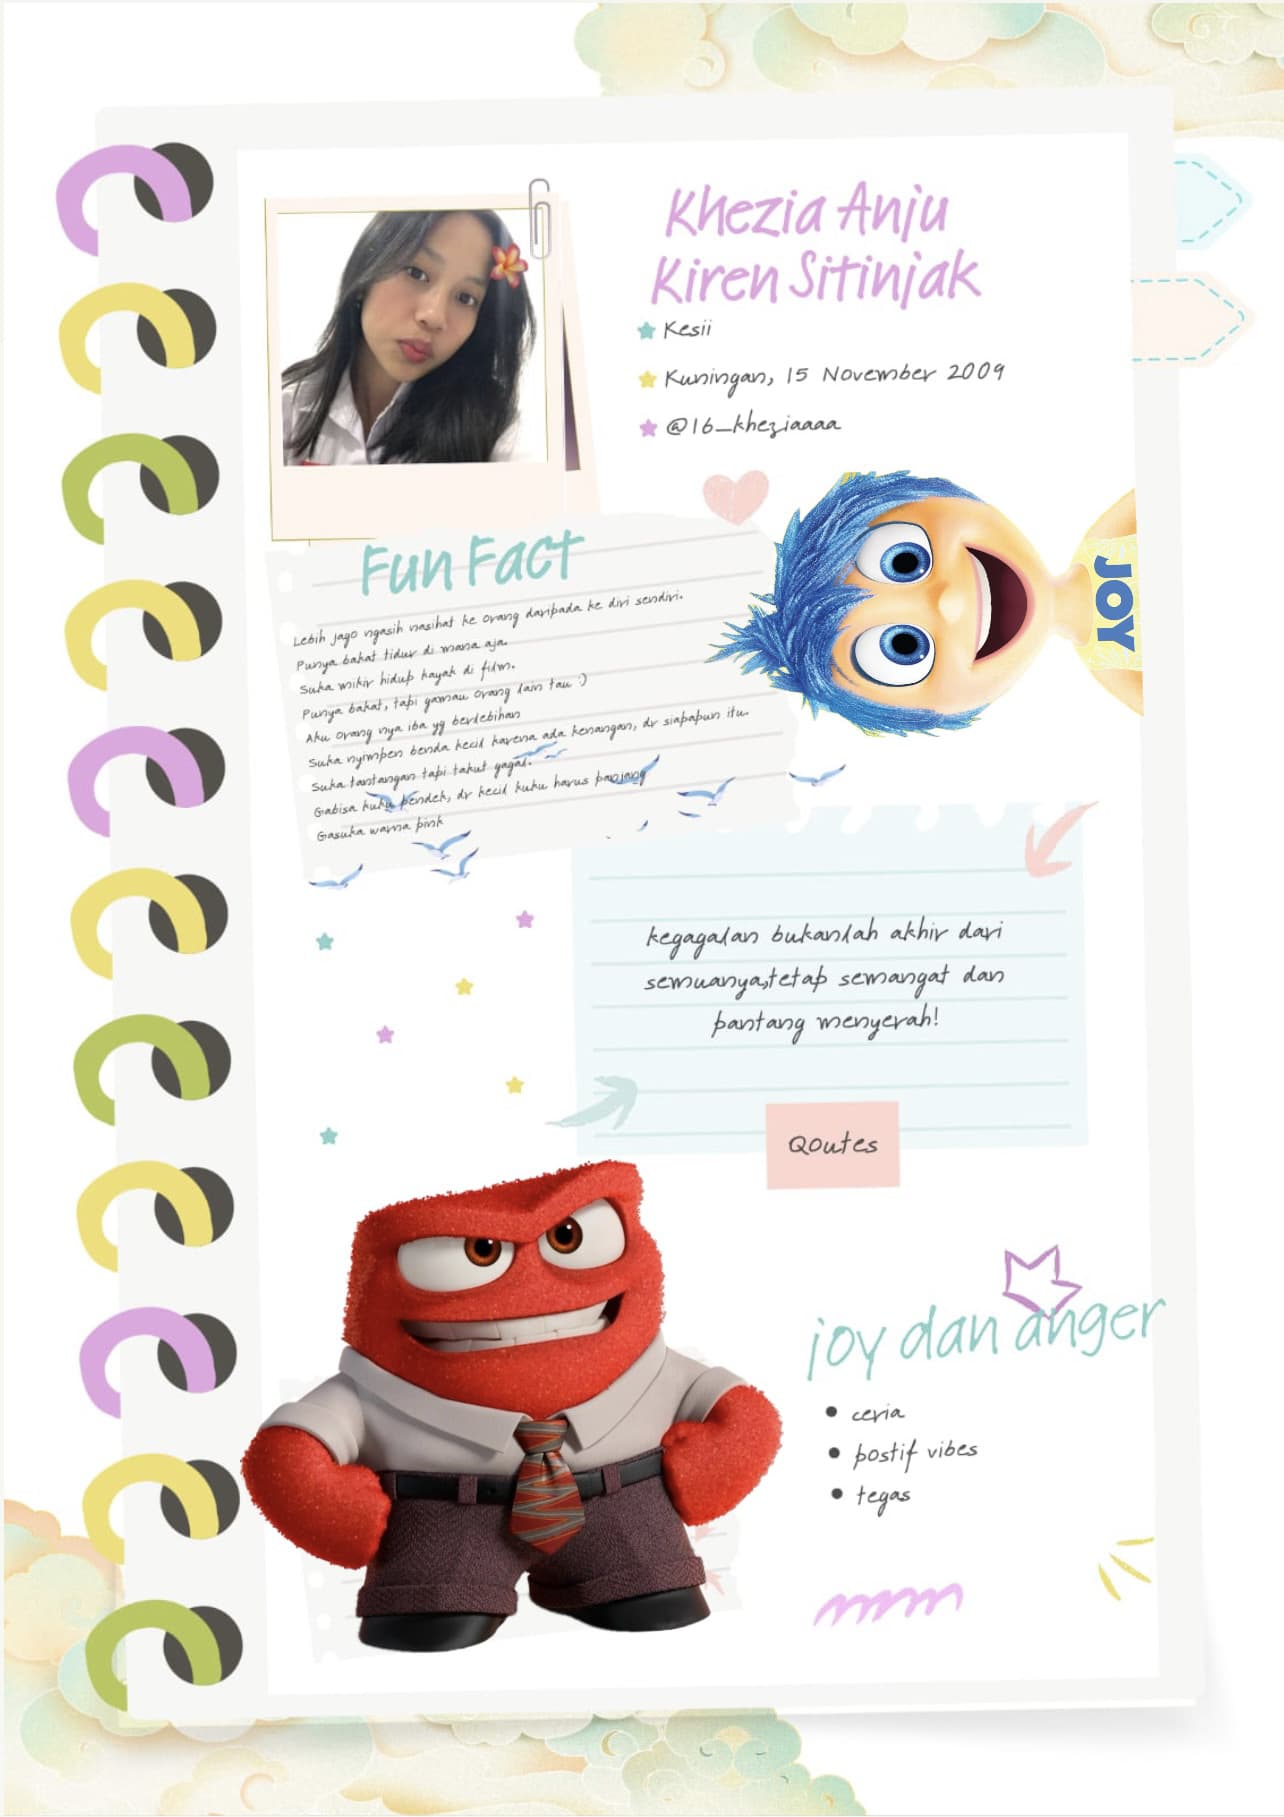 Khezia Anju
Kiren Sitinjak
Kesii
Kuningan, 15 November 2009
@16_kheziaaaa
JOY
Fun Fact
Lebih jago ngasih nasihat ke orang daripada ke diri sendiri.
Punya bakat tidur di mana aja.
Suka mikir hidup kayak di film.
Punya bakat, tapi gamau orang lain tau :)
Aku orang nya iba yg berlebihan
Suka nyimpen benda kecil karena ada kenangan, dr siapapun itu.
Suka tantangan tapi takut gagal.
Gabisa kuku pendek, dr kecil kuku harus panjang
Gasuka warna pink
kegagalan bukanlah akhir dari
semuanya,tetap semangat dan
pantang menyerah!
Qoutes
joy dan anger
ceria
postif vibes
tegas